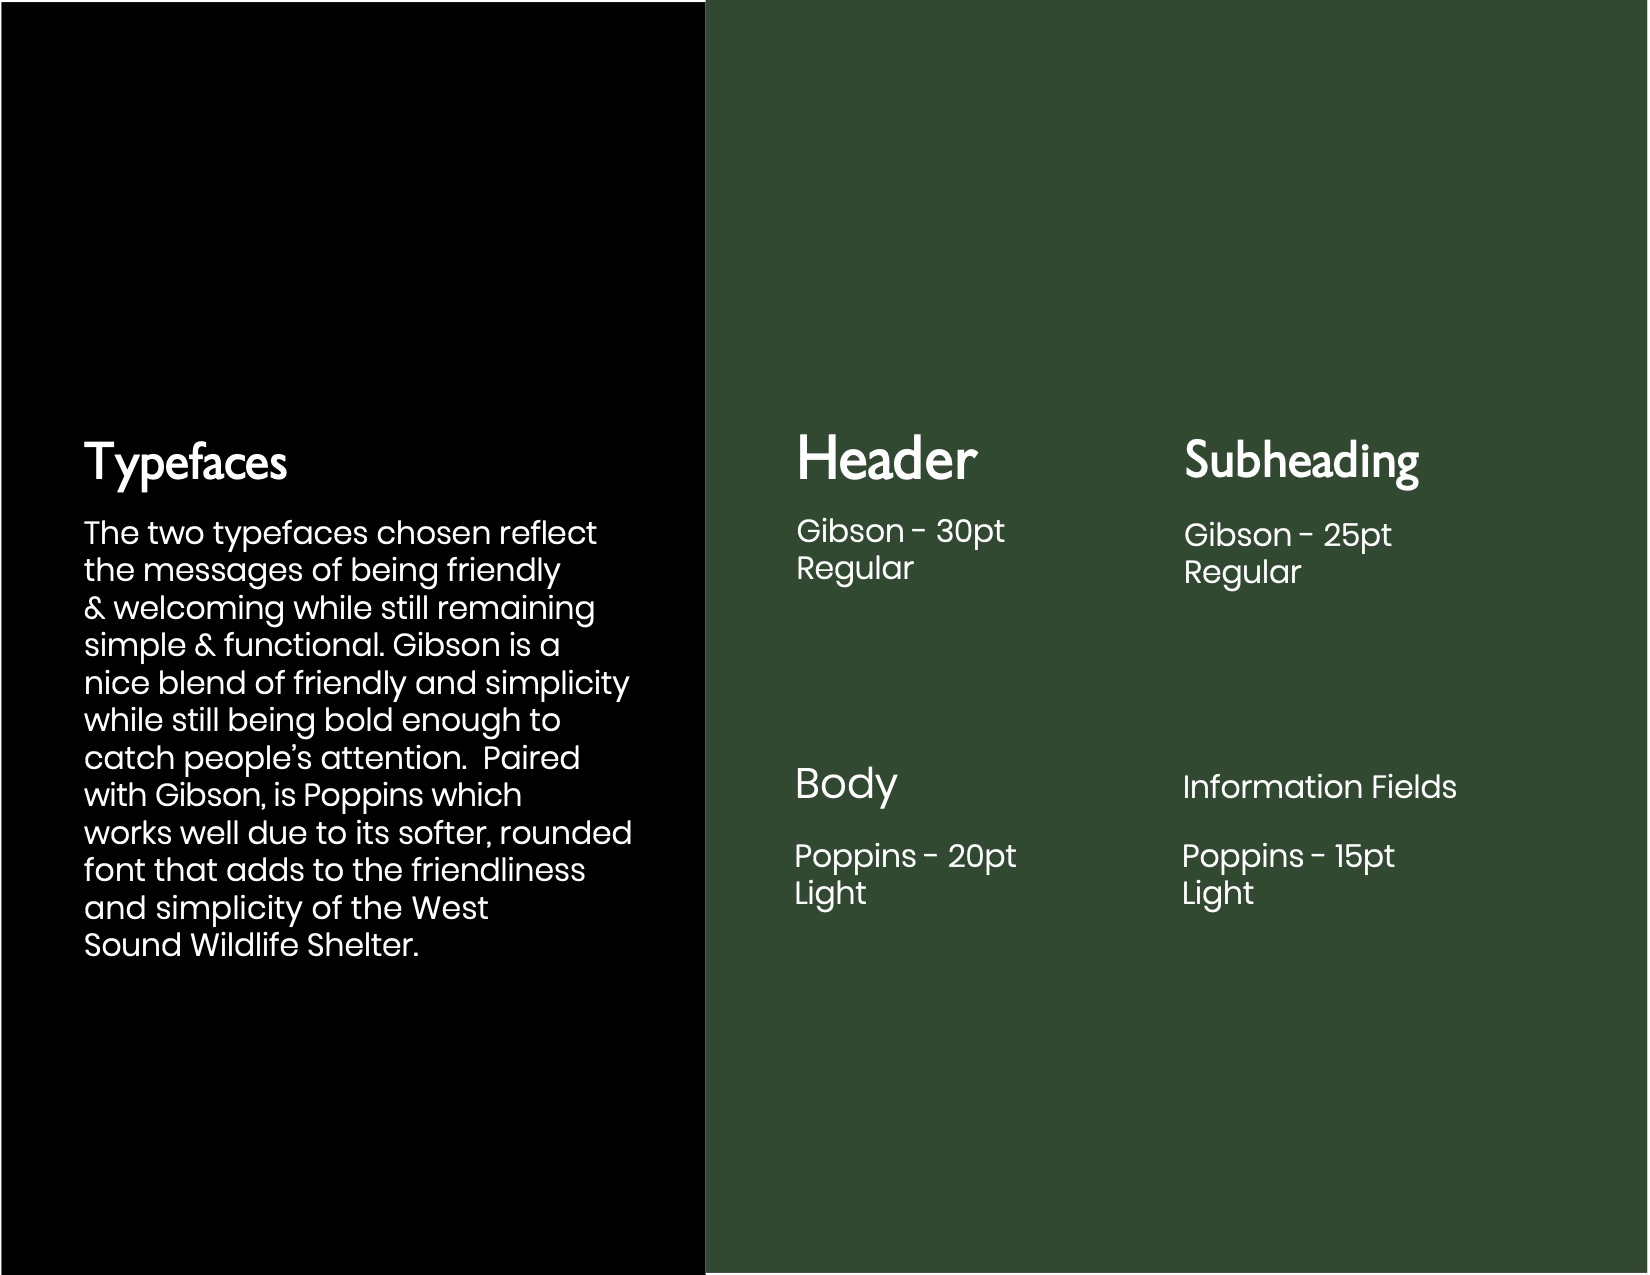 Typefaces
The two typefaces chosen reflect
the messages of being friendly
& welcoming while still remaining
simple & functional. Gibson is a
nice blend of friendly and simplicity
while still being bold enough to
catch people’s attention.  Paired
with Gibson, is Poppins which
works well due to its softer, rounded
font that adds to the friendliness
and simplicity of the West
Sound Wildlife Shelter.
Header
Gibson - 30pt
Regular
Subheading
Gibson - 25pt
Regular
Body
Poppins - 20pt
Light
Information Fields
Poppins - 15pt
Light